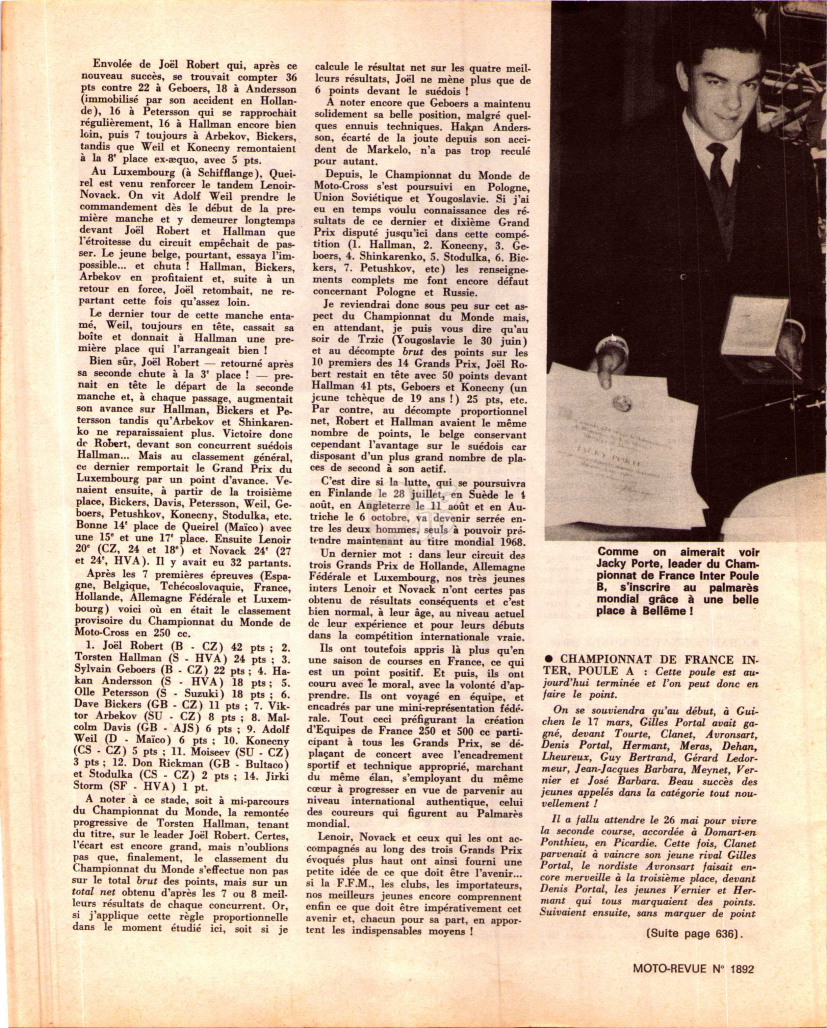 Envolée de Joël Robert qui, après ce
nouveau succès, se trouvait compter 36
pts contre 22 à Geboers, 18 à Andersson
(immobilisé par son accident en Hollan-
de), 16 à Petersson qui se rapprochait
régulièrement, 16 à Hallman encore bien
loin, puis 7 toujours à Arbekov, Bickers,
tandis que Weil et Konecny remontaient
à la 8e place ex-æquo, avec 5 pts.
Au Luxembourg (à Schifflange), Quei-
rel est venu renforcer le tandem Lenoir-
Novack. On vit Adolf Weil prendre le
commandement dès le début de la pre-
mière manche et y demeurer longtemps
devant Joël Robert et Hallman que
l'étroitesse du circuit empêchait de pas-
ser. Le jeune belge, pourtant, essaya l'im-
possible... et chuta ! Hallman, Bickers,
Arbekov en profitaient et, suite à un
retour en force, Joël retombait, ne re-
partant cette fois qu'assez loin.
Le dernier tour de cette manche enta-
mé, Weil, toujours en tête, cassait sa
boîte et donnait à Hallman une pre-
mière place qui l'arrangeait bien !
Bien sûr, Joël Robert — retourné après
sa seconde chute à la 3e place ! — pre-
nait en tête le départ de la seconde
manche et, à chaque passage, augmentait
son avance sur Hallman, Bickers et Pe-
tersson tandis qu'Arbekov et Shinkaren-
ko ne reparaissaient plus. Victoire donc
de Robert, devant son concurrent suédois
Hallman... Mais au classement général,
ce dernier remportait le Grand Prix du
Luxembourg par un point d'avance. Ve-
naient ensuite, à partir de la troisième
place, Bickers, Davis, Petersson, Weil, Ge-
boers, Petushkov, Konecny, Stodulka, etc.
Bonne 14e place de Queirel (Maïco) avec
une 15e et une 17e place. Ensuite Lenoir
20e (CZ, 24 et 18e) et Novack 24e (27
et 24e, HVA). Il y avait eu 32 partants.
Après les 7 premières épreuves (Espa-
gne, Belgique, Tchécoslovaquie, France,
Hollande, Allemagne Fédérale et Luxem-
bourg) voici où en était le classement
provisoire du Championnat du Monde de
Moto-Cross en 250 cc.
1. Joël Robert (B - CZ) 42 pts ; 2.
Torsten Hallman (S - HVA) 24 pts ; 3.
Sylvain Geboers (B - CZ) 22 pts ; 4. Ha-
kan Andersson (S - HVA) 18 pts ; 5.
Olle Petersson (S - Suzuki) 18 pts ; 6.
Dave Bickers (GB - CZ) 11 pts ; 7. Vik-
tor Arbekov (SU - CZ) 8 pts ; 8. Mal-
colm Davis (GB - AJS) 6 pts ; 9. Adolf
Weil (D - Maïco) 6 pts ; 10. Konecny
(CS - CZ) 5 pts ; 11. Moiseev (SU - CZ)
3 pts ; 12. Don Rickman (GB - Bultaco)
et Stodulka (CS - CZ) 2 pts ; 14. Jirki
Storm (SF - HVA) 1 pt.
A noter à ce stade, soit à mi-parcours
du Championnat du Monde, la remontée
progressive de Torsten Hallman, tenant
du titre, sur le leader Joël Robert. Certes,
l'écart est encore grand, mais n'oublions
pas que, finalement, le classement du
Championnat du Monde s'effectue non pas
sur le total brut des points, mais sur un
total net obtenu d'après les 7 ou 8 meil-
leurs résultats de chaque concurrent. Or,
si j'applique cette règle proportionnelle
dans le moment étudié ici, soit si je
calcule le résultat net sur les quatre meil-
leurs résultats, Joël ne mène plus que de
6 points devant le suédois !
A noter encore que Geboers a maintenu
solidement sa belle position, malgré quel-
ques ennuis techniques. Hakan Anders-
son, écarté de la joute depuis son acci-
dent de Markelo, n'a pas trop reculé
pour autant.
Depuis, le Championnat du Monde de
Moto-Cross s'est poursuivi en Pologne,
Union Soviétique et Yougoslavie. Si j'ai
eu en temps voulu connaissance des ré-
sultats de ce dernier et dixième Grand
Prix disputé jusqu'ici dans cette compé-
tition (1. Hallman, 2. Konecny, 3. Ge-
boers, 4. Shinkarenko, 5. Stodulka, 6. Bic-
kers, 7. Petushkov, etc) les renseigne-
ments complets me font encore défaut
concernant Pologne et Russie.
Je reviendrai donc sous peu sur cet as-
pect du Championnat du Monde mais,
en attendant, je puis vous dire qu'au
soir de Trzic (Yougoslavie le 30 juin)
et au décompte brut des points sur les
10 premiers des 14 Grands Prix, Joël Ro-
bert restait en tête avec 50 points devant
Hallman 41 pts, Geboers et Konecny (un
jeune tchèque de 19 ans !) 25 pts, etc.
Par contre, au décompte proportionnel
net, Robert et Hallman avaient le même
nombre de points, le belge conservant
cependant l'avantage sur le suédois car
disposant d'un plus grand nombre de pla-
ces de second à son actif.
C'est dire si la lutte, qui se poursuivra
en Finlande le 28 juillet, en Suède le 4
août, en Angleterre le 11 août et en Au-
triche le 6 octobre, va devenir serrée en-
tre les deux hommes, seuls à pouvoir pré-
tendre maintenant au titre mondial 1968.
Un dernier mot : dans leur circuit des
trois Grands Prix de Hollande, Allemagne
Fédérale et Luxembourg, nos très jeunes
inters Lenoir et Novack n'ont certes pas
obtenu de résultats conséquents et c'est
bien normal, à leur âge, au niveau actuel
de leur expérience et pour leurs débuts
dans la compétition internationale vraie.
Ils ont toutefois appris là plus qu'en
une saison de courses en France, ce qui
est un point positif. Et puis, ils ont
couru avec le moral, avec la volonté d'ap-
prendre. Ils ont voyagé en équipe, et
encadrés par une mini-représentation fédé-
rale. Tout ceci préfigurant la création
d'Equipes de France 250 et 500 cc parti-
cipant à tous les Grands Prix, se dé-
plaçant de concert avec l'encadrement
sportif et technique approprié, marchant
du même élan, s'employant du même
cœur à progresser en vue de parvenir au
niveau international authentique, celui
des coureurs qui figurent au Palmarès
mondial.
Lenoir, Novack et ceux qui les ont ac-
compagnés au long des trois Grands Prix
évoqués plus haut ont ainsi fourni une
petite idée de ce que doit être l'avenir...
si la F.F.M., les clubs, les importateurs,
nos meilleurs jeunes encore comprennent
enfin ce que doit être impérativement cet
avenir et, chacun pour sa part, en appor-
tent les indispensables moyens !
JACKY PORTE
Comme on aimerait voir
Jacky Porte, leader du Cham-
pionnat de France Inter Poule
B, s'inscrire au palmarès
mondial grâce à une belle
place à Bellême !
● CHAMPIONNAT DE FRANCE IN-
TER, POULE A : Cette poule est au-
jourd'hui terminée et l'on peut donc en
faire le point.
On se souviendra qu'au début, à Gui-
chen le 17 mars, Gilles Portal avait ga-
gné, devant Tourte, Clanet, Avronsart,
Denis Portal, Hermant, Meras, Dehan,
Lheureux, Guy Bertrand, Gérard Ledor-
meur, Jean-Jacques Barbara, Meynet, Ver-
nier et José Barbara. Beau succès des
jeunes appelés dans la catégorie tout nou-
vellement !
Il a fallu attendre le 26 mai pour vivre
la seconde course, accordée à Domart-en
Ponthieu, en Picardie. Cette fois, Clanet
parvenait à vaincre son jeune rival Gilles
Portal, le nordiste Avronsart faisait en-
core merveille à la troisième place, devant
Denis Portal, les jeunes Vernier et Her-
mant qui tous marquaient des points.
Suivaient ensuite, sans marquer de point
(Suite page 636).
MOTO-REVUE N° 1892